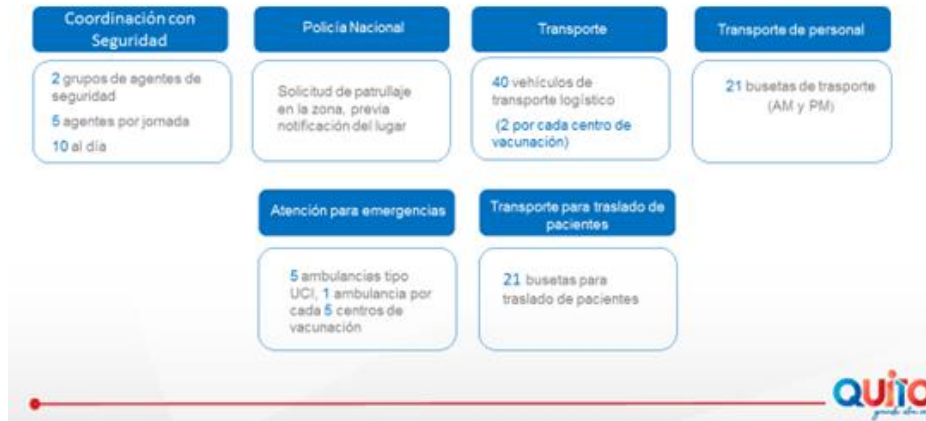 Coordinación con
Seguridad
2 grupos de agentes de
seguridad
5 agentes por jornada
10 al día
Policía Nacional
Solicitud de patrullaje
en la zona, previa
notificación del lugar
Transporte
40 vehículos de
transporte logístico
(2 por cada centro de
vacunación)
Transporte de personal
21 busetas de trasporte
(AM y PM)
Atención para emergencias
5 ambulancias tipo
UCI, 1 ambulancia por
cada 5 centros de
vacunación
Transporte para traslado de
pacientes
21 busetas para
traslado de pacientes
QUITO